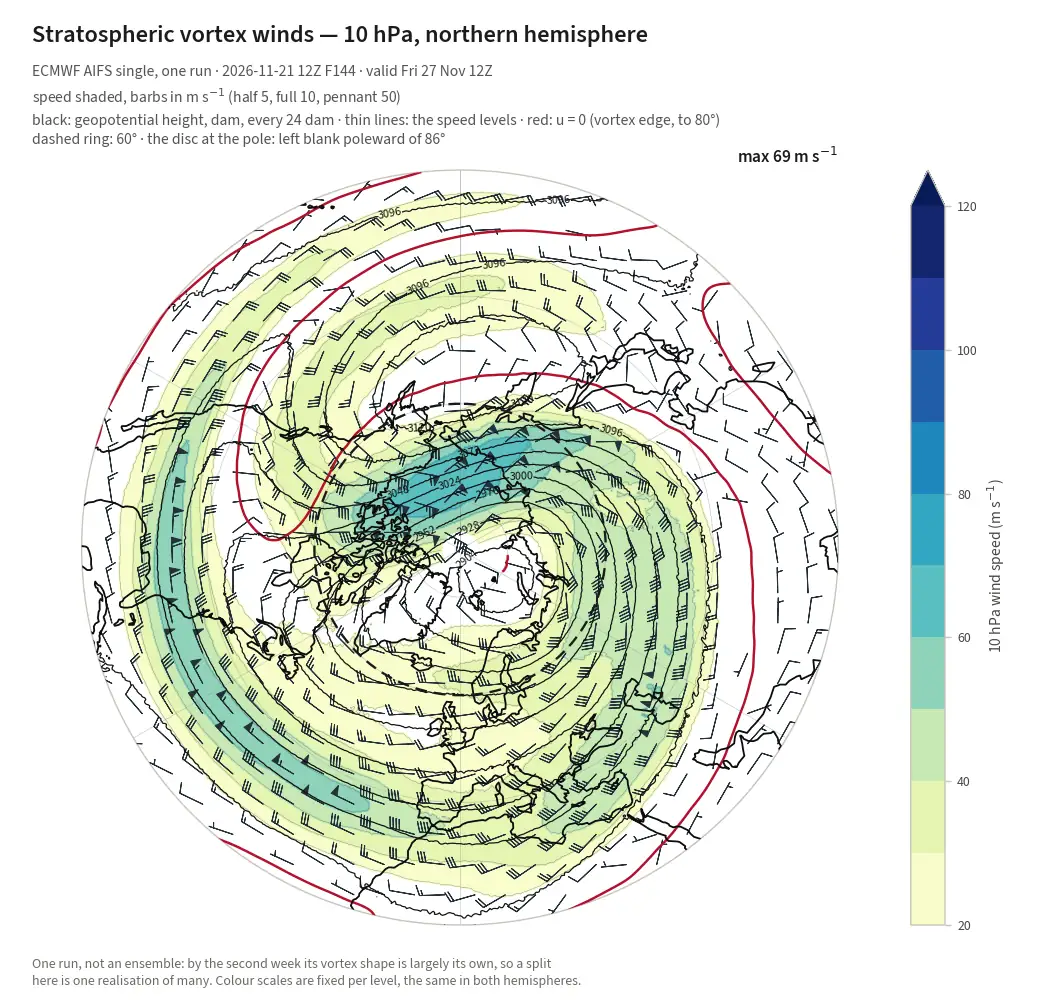 Stratospheric vortex winds — 10 hPa, northern hemisphere
ECMWF AIFS single, one run · 2026-11-21 12Z F144 · valid Fri 27 Nov 12Z
speed shaded, barbs in m s⁻¹ (half 5, full 10, pennant 50)
black: geopotential height, dam, every 24 dam · thin lines: the speed levels · red: u = 0 (vortex edge, to 80°)
dashed ring: 60° · the disc at the pole: left blank poleward of 86°
max 69 m s⁻¹
3096
3096
3096
3096
3096
3000
3024
3048
2976
2952
2928
120
100
80
60
40
20
10 hPa wind speed (m s⁻¹)
One run, not an ensemble: by the second week its vortex shape is largely its own, so a split
here is one realisation of many. Colour scales are fixed per level, the same in both hemispheres.